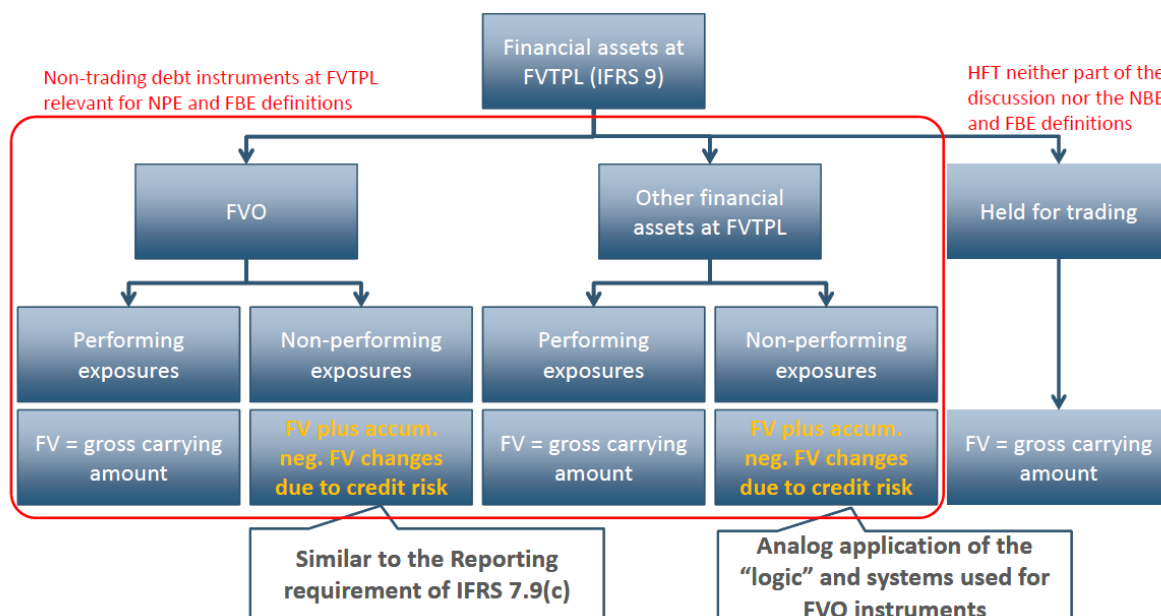 Financial assets at
FVTPL (IFRS 9)
Non-trading debt instruments at FVTPL
relevant for NPE and FBE definitions
HFT neither part of the
discussion nor the NBE
and FBE definitions
FVO
Other financial
assets at FVTPL
Held for trading
Performing
exposures
Non-performing
exposures
Performing
exposures
Non-performing
exposures
FV = gross carrying
amount
FV plus accum.
neg. FV changes
due to credit risk
FV = gross carrying
amount
FV plus accum.
neg. FV changes
due to credit risk
FV = gross carrying
amount
Similar to the Reporting
requirement of IFRS 7.9(c)
Analog application of the
“logic” and systems used for
FVO instruments